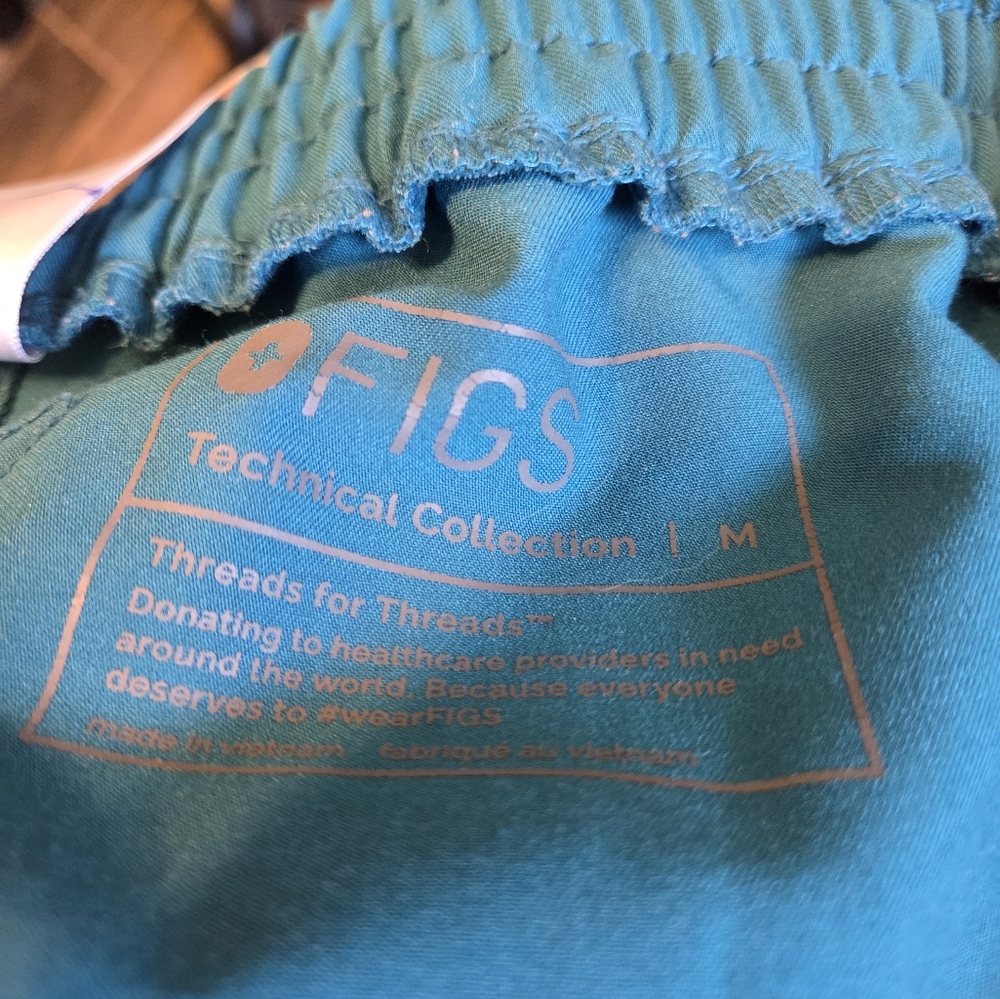 FIGS
Technical Collection | M
Threads for Threads™
Donating to healthcare providers in need
around the world. Because everyone
deserves to #wearFIGS
made in vietnam fabriqué au vietnam